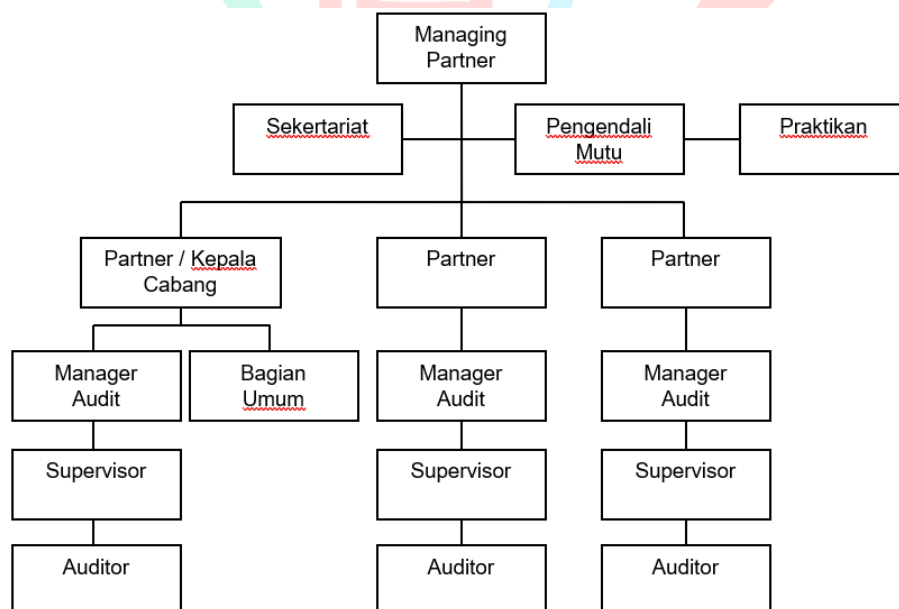 Managing
Partner
Sekertariat
Pengendali
Mutu
Praktikan
Partner / Kepala
Cabang
Partner
Partner
Manager
Audit
Bagian
Umum
Manager
Audit
Manager
Audit
Supervisor
Supervisor
Supervisor
Auditor
Auditor
Auditor